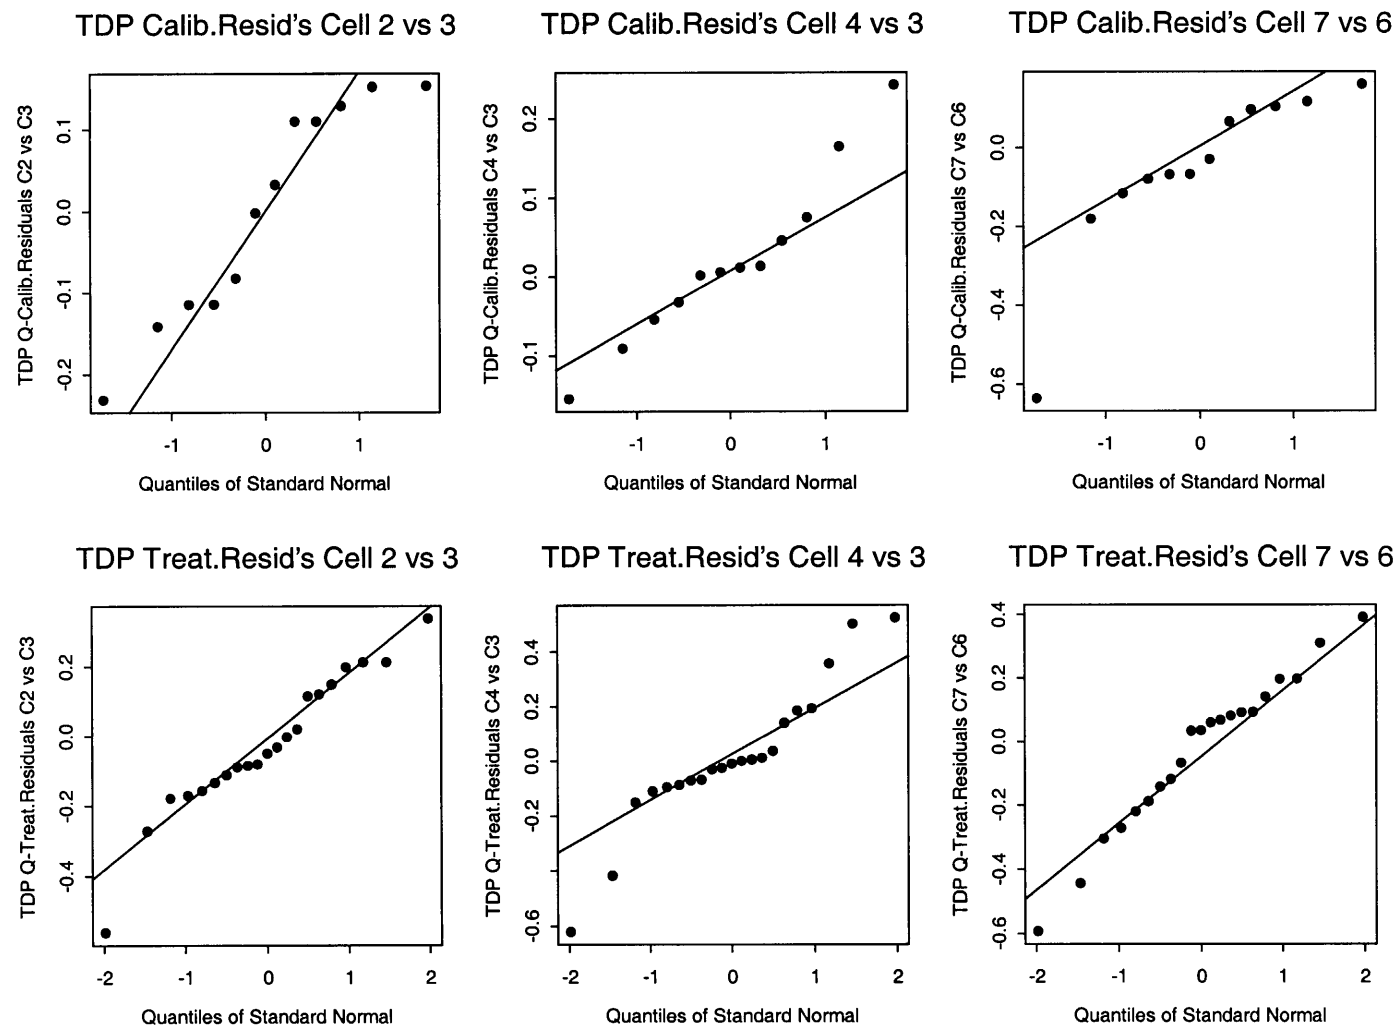 TDP Calib.Resid's Cell 2 vs 3
TDP Q-Calib.Residuals C2 vs C3
0.1
0.0
-0.1
-0.2
-1 0 1
Quantiles of Standard Normal
TDP Calib.Resid's Cell 4 vs 3
TDP Q-Calib.Residuals C4 vs C3
0.2
0.1
0.0
-0.1
-1 0 1
Quantiles of Standard Normal
TDP Calib.Resid's Cell 7 vs 6
TDP Q-Calib.Residuals C7 vs C6
0.0
-0.2
-0.4
-0.6
-1 0 1
Quantiles of Standard Normal
TDP Treat.Resid's Cell 2 vs 3
TDP Q-Treat.Residuals C2 vs C3
0.2
0.0
-0.2
-0.4
-2 -1 0 1 2
Quantiles of Standard Normal
TDP Treat.Resid's Cell 4 vs 3
TDP Q-Treat.Residuals C4 vs C3
0.4
0.2
0.0
-0.2
-0.6
-2 -1 0 1 2
Quantiles of Standard Normal
TDP Treat.Resid's Cell 7 vs 6
TDP Q-Treat.Residuals C7 vs C6
0.4
0.2
0.0
-0.2
-0.4
-0.6
-2 -1 0 1 2
Quantiles of Standard Normal